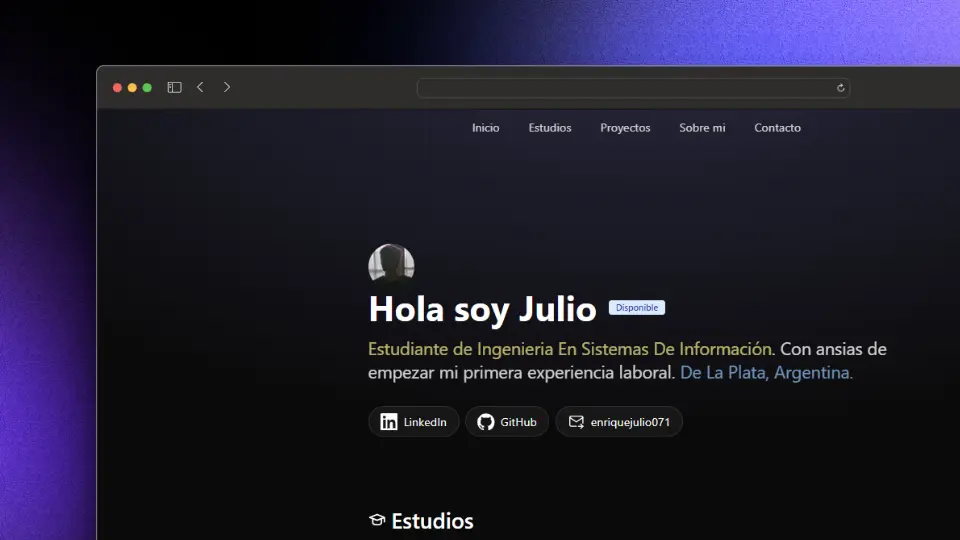 Inicio Estudios Proyectos Sobre mi Contacto
Hola soy Julio Disponible
Estudiante de Ingenieria En Sistemas De Información. Con ansias de
empezar mi primera experiencia laboral. De La Plata, Argentina.
LinkedIn GitHub enriquejulio071
Estudios